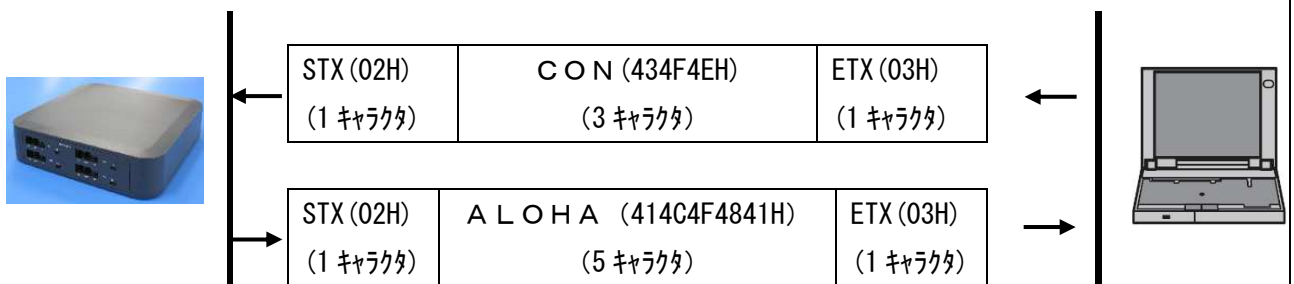 STX(02H) CON(434F4EH) ETX(03H)
(1 ｷｬﾗｸﾀ) (3 ｷｬﾗｸﾀ) (1 ｷｬﾗｸﾀ)
STX(02H) ALOHA (414C4F4841H) ETX(03H)
(1 ｷｬﾗｸﾀ) (5 ｷｬﾗｸﾀ) (1 ｷｬﾗｸﾀ)